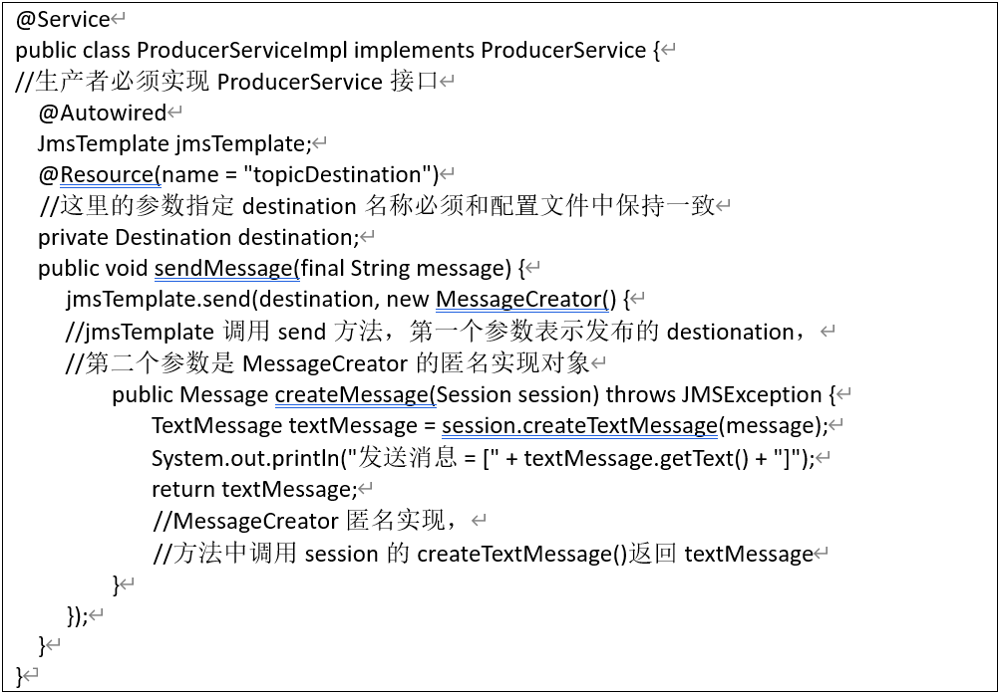 @Service
public class ProducerServiceImpl implements ProducerService {
//生产者必须实现 ProducerService 接口
@Autowired
JmsTemplate jmsTemplate;
@Resource(name = "topicDestination")
//这里的参数指定 destination 名称必须和配置文件中保持一致
private Destination destination;
public void sendMessage(final String message) {
jmsTemplate.send(destination, new MessageCreator() {
//jmsTemplate 调用 send 方法，第一个参数表示发布的 destionation，
//第二个参数是 MessageCreator 的匿名实现对象
public Message createMessage(Session session) throws JMSException {
TextMessage textMessage = session.createTextMessage(message);
System.out.println("发送消息 = [" + textMessage.getText() + "]");
return textMessage;
//MessageCreator 匿名实现，
//方法中调用 session 的 createTextMessage()返回 textMessage
}
});
}
}